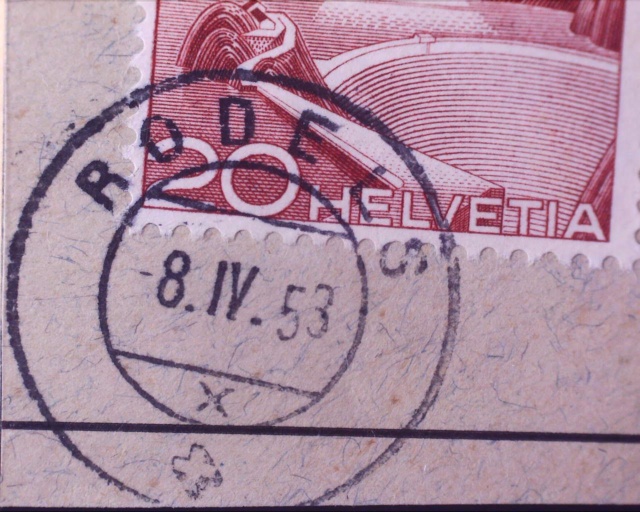 RODELS
20 HELVETIA
-8.IV.53
X